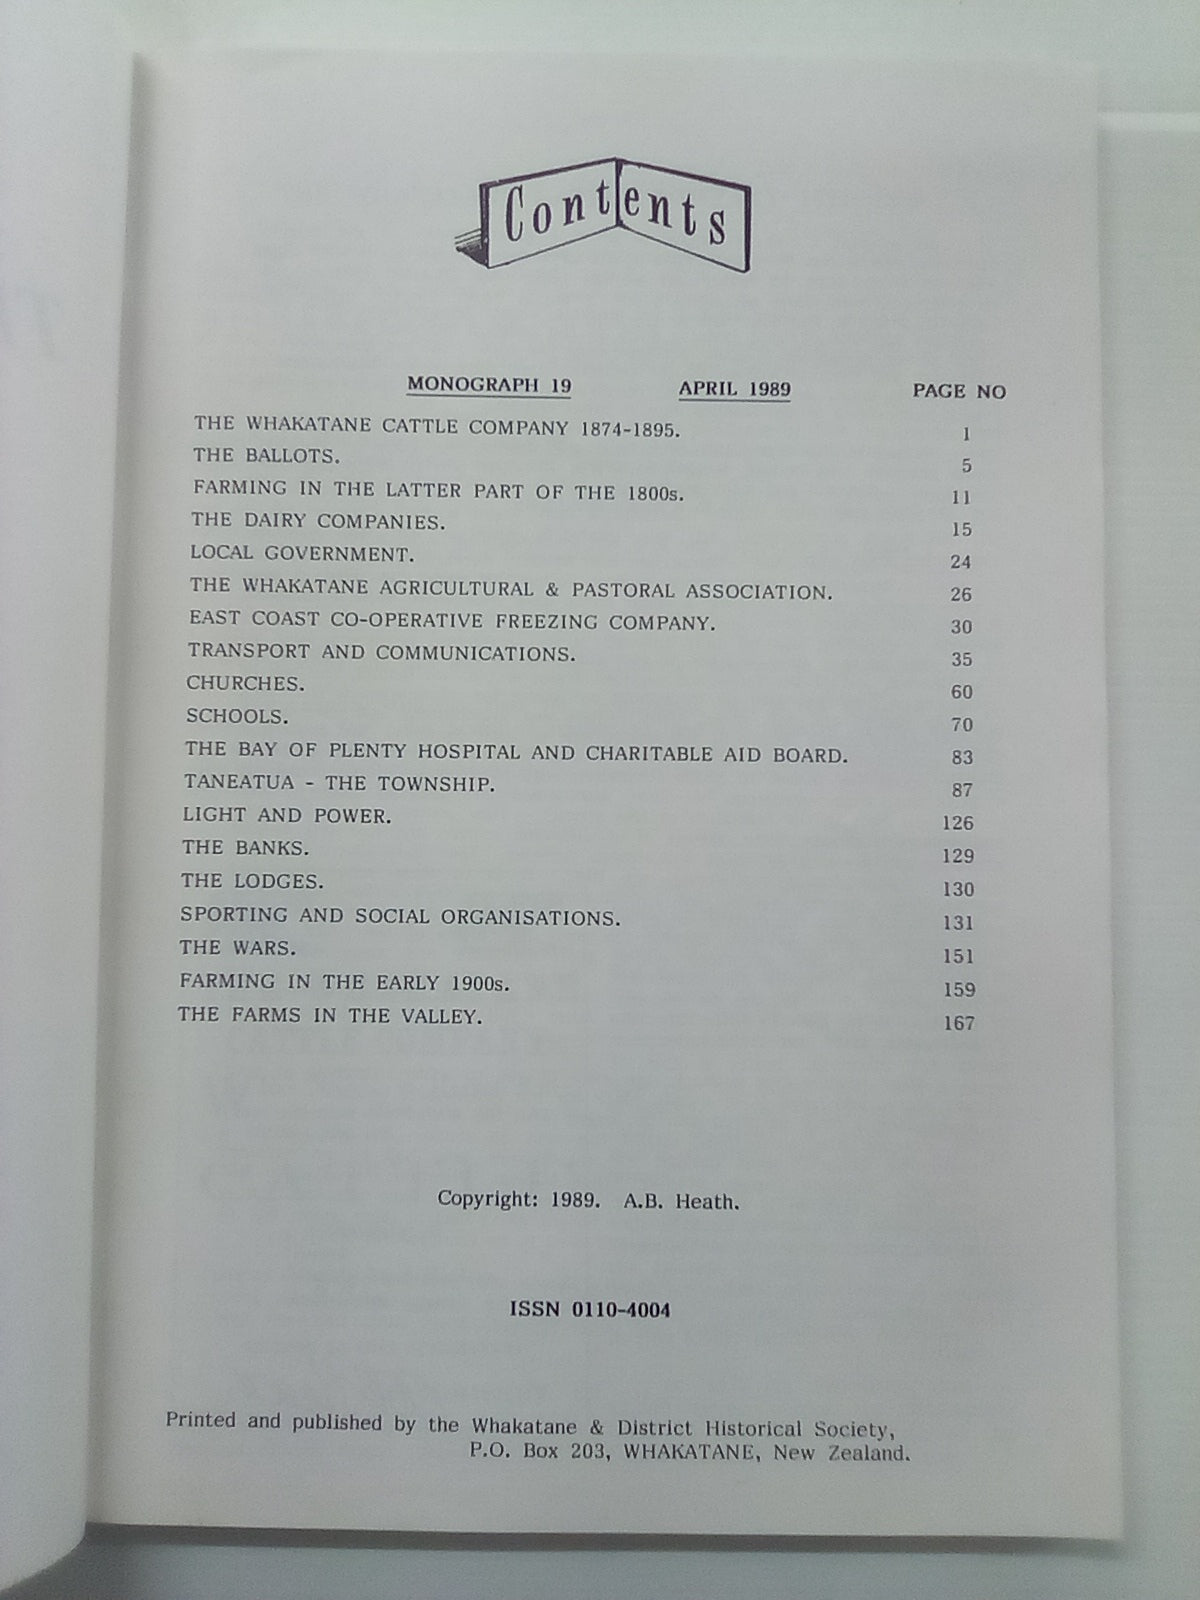 Contents
MONOGRAPH 19 APRIL 1989 PAGE NO
THE WHAKATANE CATTLE COMPANY 1874-1895. 1
THE BALLOTS. 5
FARMING IN THE LATTER PART OF THE 1800s. 11
THE DAIRY COMPANIES. 15
LOCAL GOVERNMENT. 24
THE WHAKATANE AGRICULTURAL & PASTORAL ASSOCIATION. 26
EAST COAST CO-OPERATIVE FREEZING COMPANY. 30
TRANSPORT AND COMMUNICATIONS. 35
CHURCHES. 60
SCHOOLS. 70
THE BAY OF PLENTY HOSPITAL AND CHARITABLE AID BOARD. 83
TANEATUA - THE TOWNSHIP. 87
LIGHT AND POWER. 126
THE BANKS. 129
THE LODGES. 130
SPORTING AND SOCIAL ORGANISATIONS. 131
THE WARS. 151
FARMING IN THE EARLY 1900s. 159
THE FARMS IN THE VALLEY. 167
Copyright: 1989. A.B. Heath.
ISSN 0110-4004
Printed and published by the Whakatane & District Historical Society,
P.O. Box 203, WHAKATANE, New Zealand.